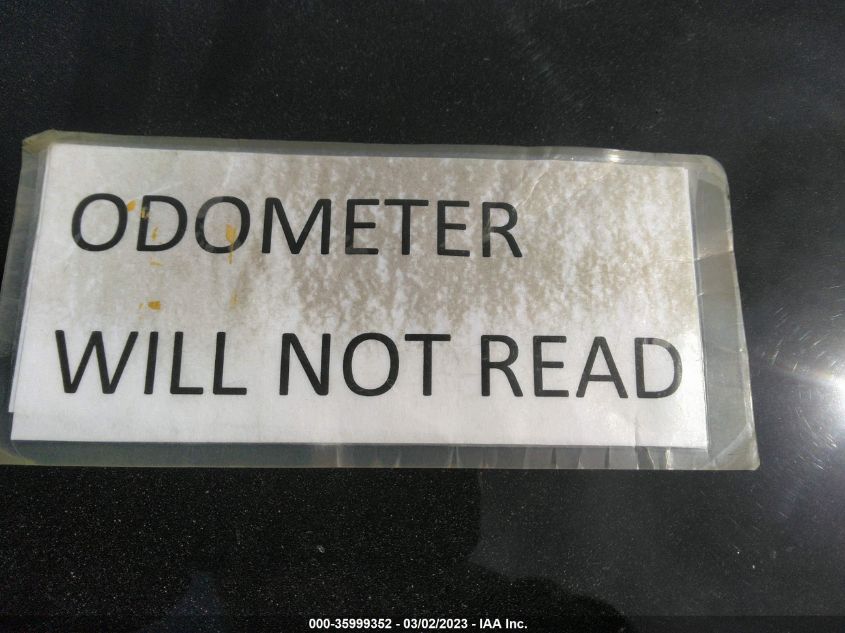 ODOMETER
WILL NOT READ
000-35999352 - 03/02/2023 - IAA Inc.